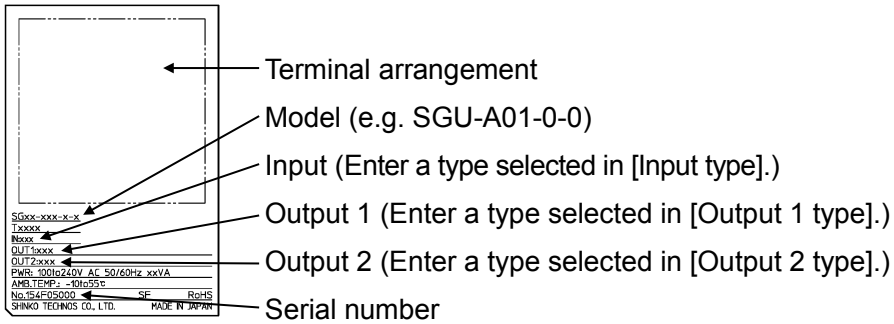 Terminal arrangement
Model (e.g. SGU-A01-0-0)
Input (Enter a type selected in [Input type].)
Output 1 (Enter a type selected in [Output 1 type].)
Output 2 (Enter a type selected in [Output 2 type].)
Serial number
SGxx-xxx-x-x
Txxxx
IN:xxx
OUT1:xxx
OUT2:xxx
PWR: 100to240V AC 50/60Hz xxVA
AMB.TEMP.: -10to55℃
No.154F05000 SF RoHS
SHINKO TECHNOS CO., LTD. MADE IN JAPAN